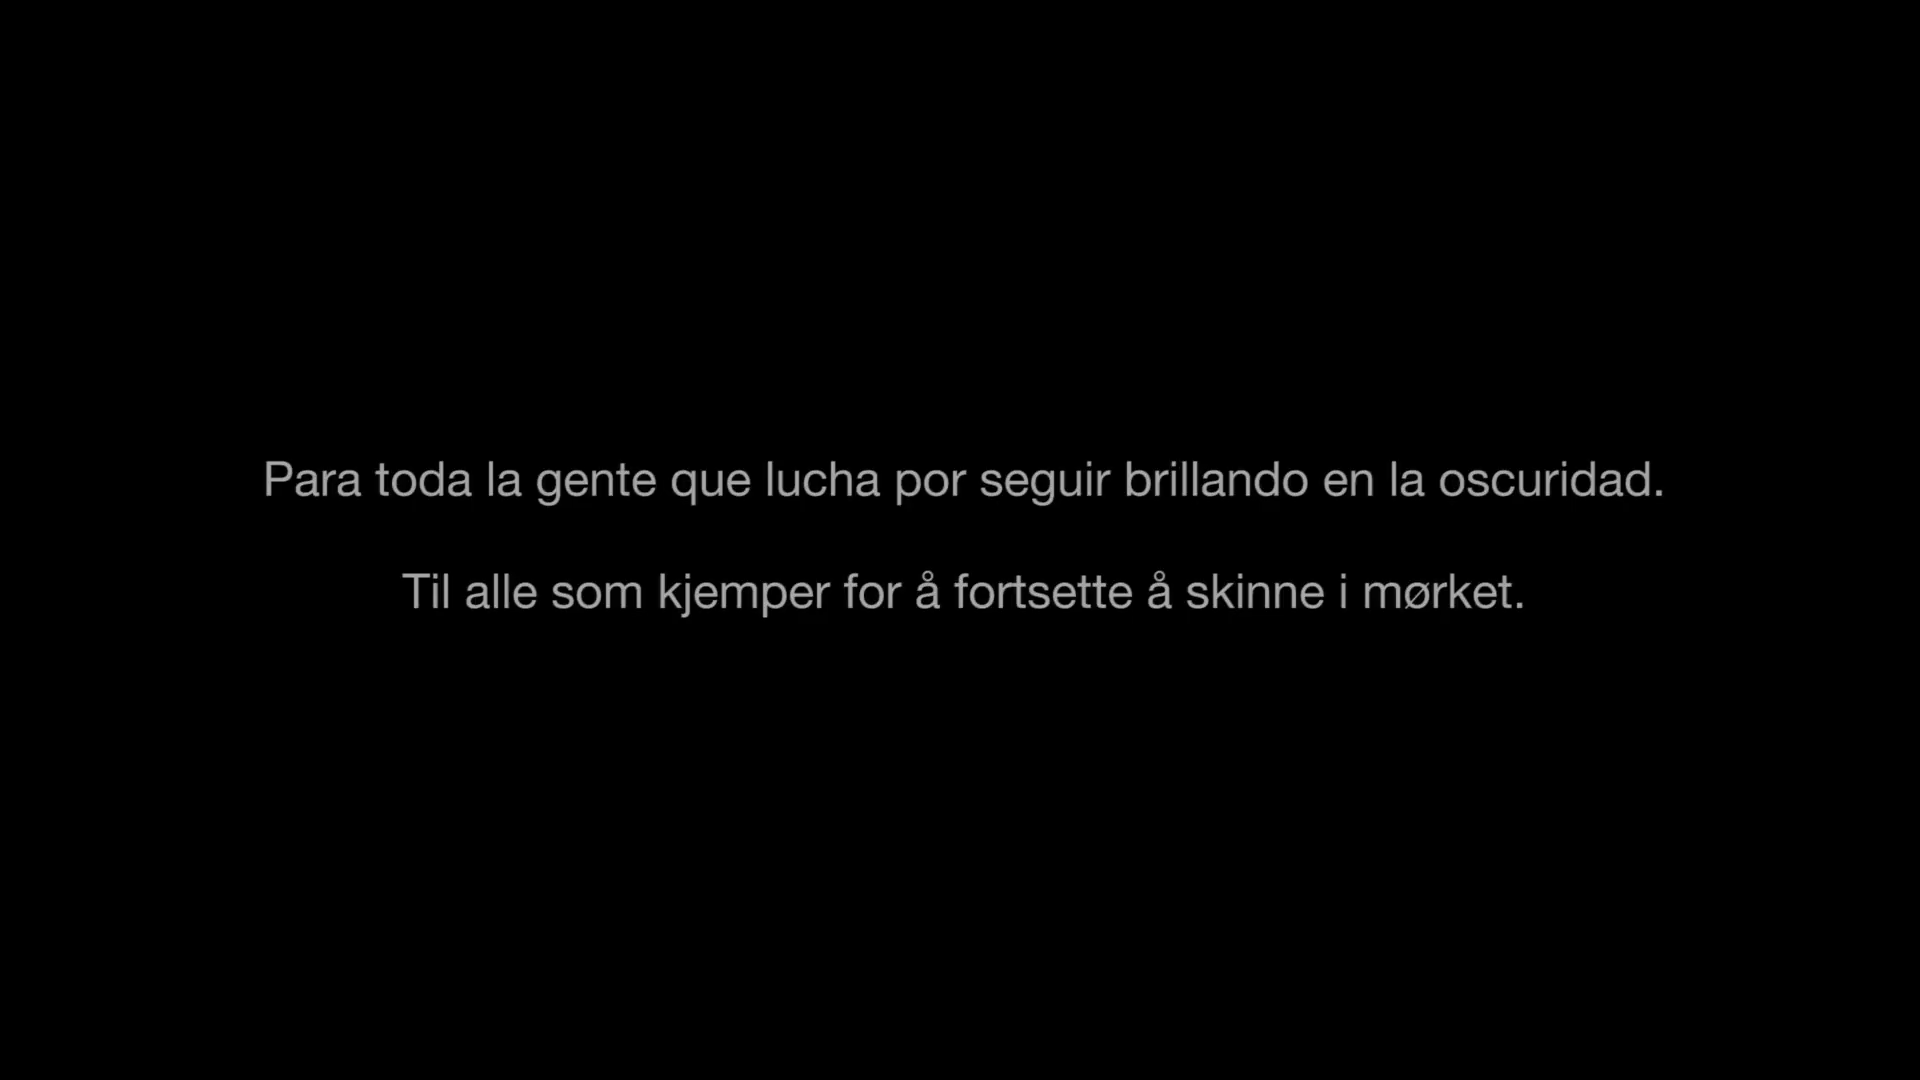 Para toda la gente que lucha por seguir brillando en la oscuridad.
Til alle som kjemper for å fortsette å skinne i mørket.